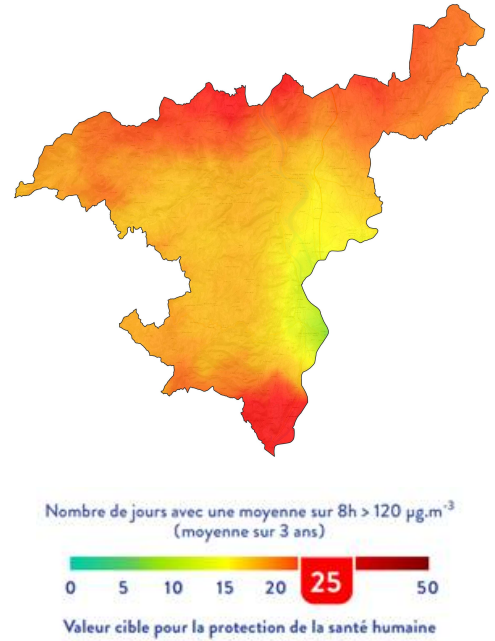 Nombre de jours avec une moyenne sur 8h > 120 µg.m⁻³
(moyenne sur 3 ans)
0 5 10 15 20 25 50
Valeur cible pour la protection de la santé humaine